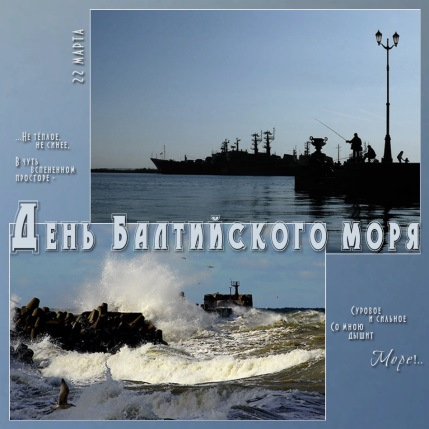 22 МАРТА
...Не тёплое,
не синее,
В чуть
вспененном
просторе–
День Балтийского моря
Суровое
и сильное
Со мною
дышит
Море!..